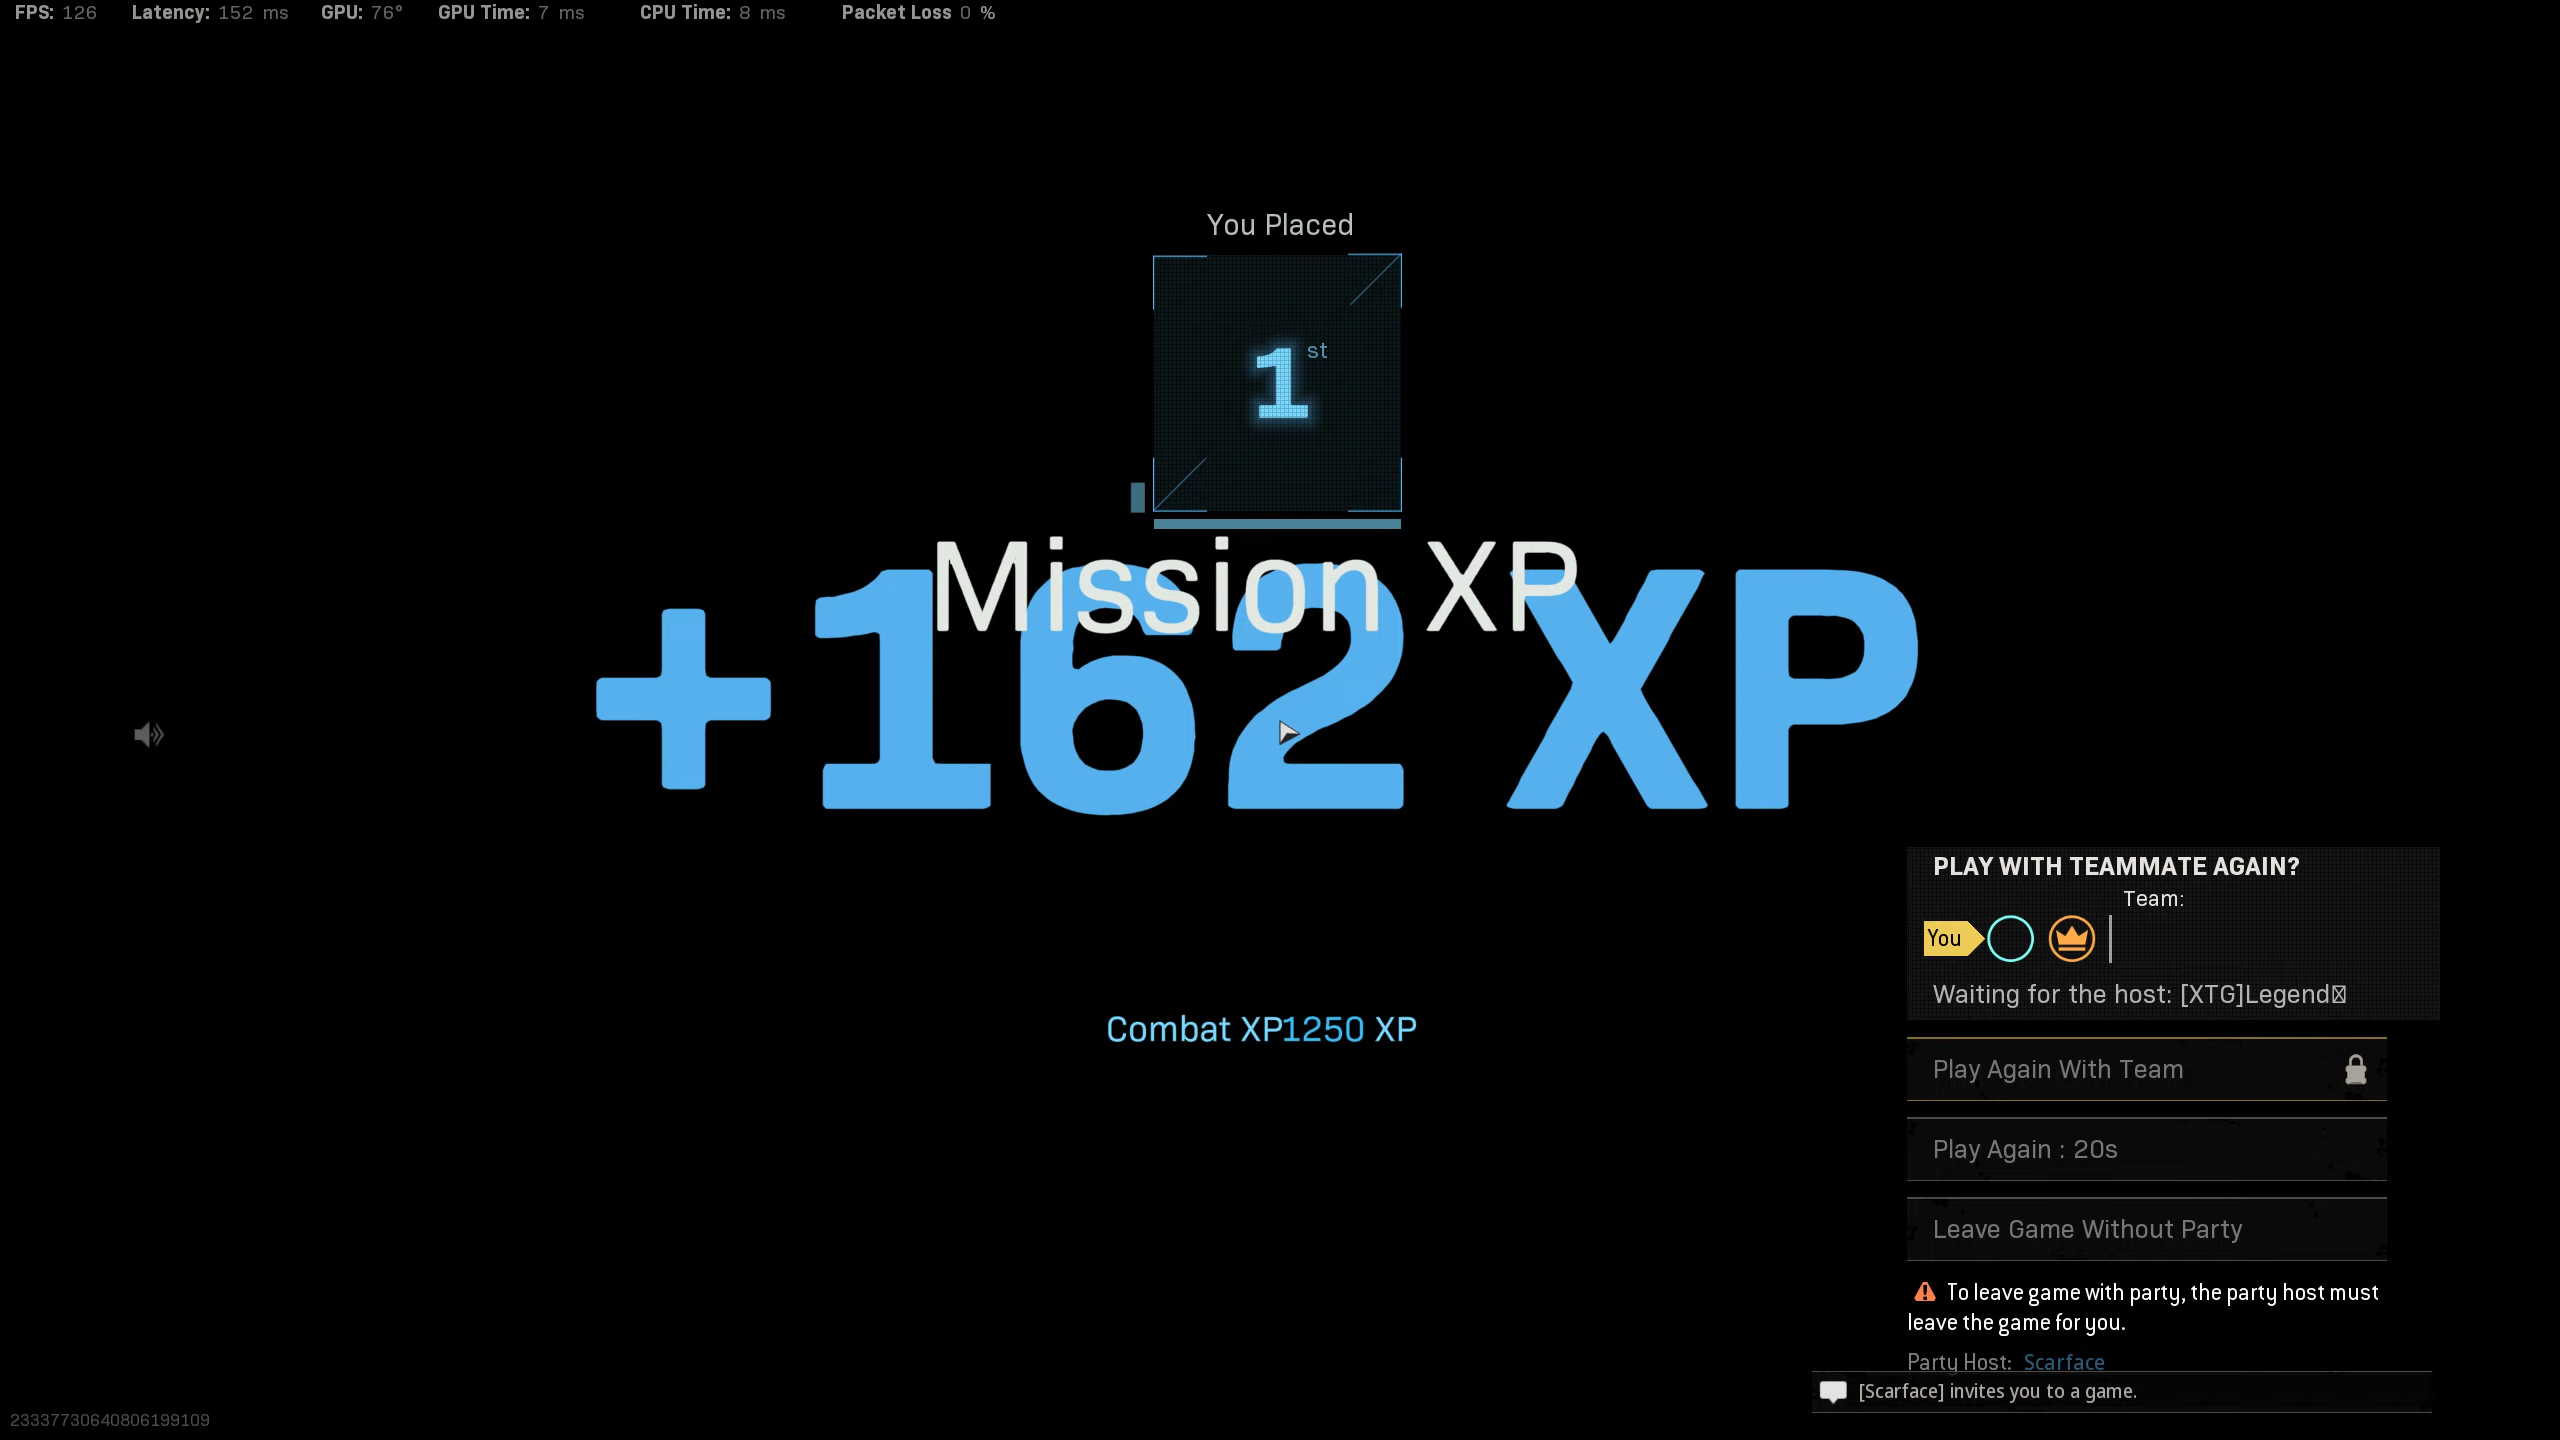 FPS: 126 Latency: 152 ms GPU: 76° GPU Time: 7 ms CPU Time: 8 ms Packet Loss 0 %
You Placed
1st
Mission XP
+162 XP
Combat XP1250 XP
PLAY WITH TEAMMATE AGAIN?
Team:
You
Waiting for the host: [XTG]Legend
Play Again With Team
Play Again : 20s
Leave Game Without Party
To leave game with party, the party host must
leave the game for you.
Party Host: Scarface
[Scarface] invites you to a game.
23337730640806199109